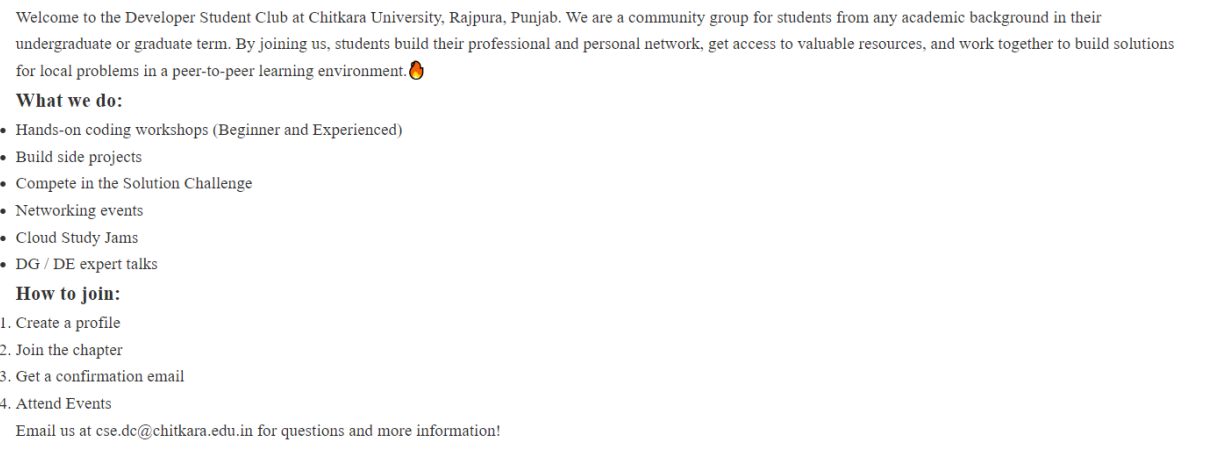 Welcome to the Developer Student Club at Chitkara University, Rajpura, Punjab. We are a community group for students from any academic background in their
undergraduate or graduate term. By joining us, students build their professional and personal network, get access to valuable resources, and work together to build solutions
for local problems in a peer-to-peer learning environment.🔥
What we do:
• Hands-on coding workshops (Beginner and Experienced)
• Build side projects
• Compete in the Solution Challenge
• Networking events
• Cloud Study Jams
• DG / DE expert talks
How to join:
1. Create a profile
2. Join the chapter
3. Get a confirmation email
4. Attend Events
Email us at cse.dc@chitkara.edu.in for questions and more information!